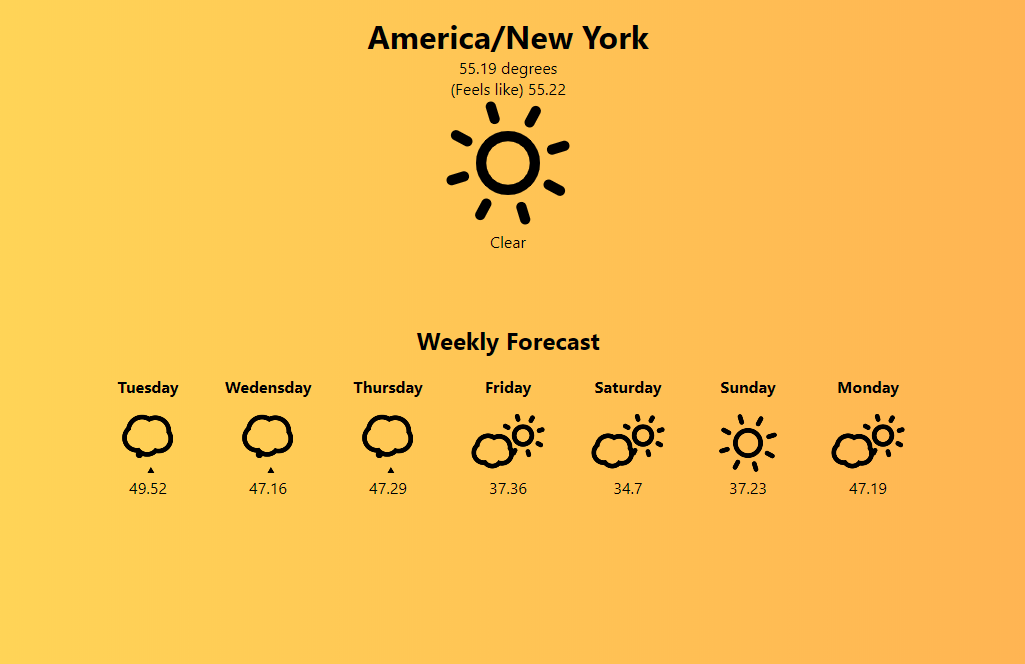 America/New York
55.19 degrees
(Feels like) 55.22
Clear
Weekly Forecast
Tuesday Wedensday Thursday Friday Saturday Sunday Monday
49.52 47.16 47.29 37.36 34.7 37.23 47.19